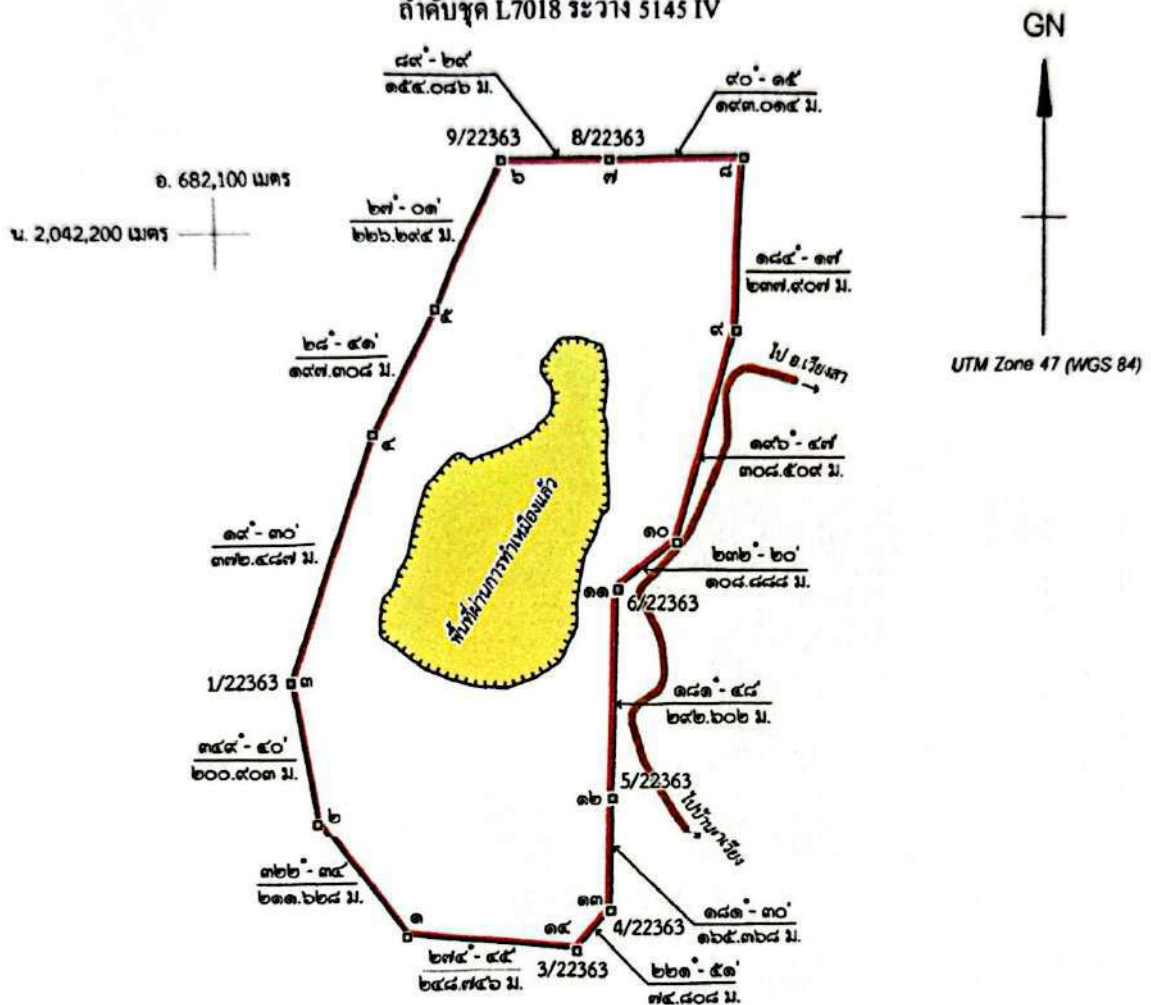 ลำดับชุด L7018 ระวาง 5145 IV
GN
๘๙° - ๒๙'
๑๕๔.๐๘๖ ม.
๙๐° - ๑๕'
๑๙๓.๐๑๔ ม.
9/22363
8/22363
๖
๗
๘
อ. 682,100 เมตร
น. 2,042,200 เมตร
๒๗° - ๐๑'
๒๒๖.๒๙๔ ม.
๑๘๔° - ๑๗'
๒๓๗.๙๐๗ ม.
๕
๙
UTM Zone 47 (WGS 84)
๒๘° - ๔๑'
๑๙๗.๓๐๘ ม.
ไป อ.เวียงสา
๔
๑๙๖° - ๔๗'
๓๐๘.๕๐๙ ม.
พื้นที่ผ่านการทำเหมืองแล้ว
๑๙° - ๓๐'
๓๗๒.๔๘๗ ม.
๑๐
๒๓๒° - ๒๐'
๑๐๘.๘๘๘ ม.
๑๑
6/22363
1/22363
๓
๑๘๑° - ๔๘'
๒๙๒.๖๐๒ ม.
๓๔๙° - ๔๐'
๒๐๐.๙๐๓ ม.
5/22363
๑๒
๒
ไปบ้าน
๓๒๒° - ๓๔'
๒๑๑.๖๒๘ ม.
๑๓
4/22363
๑๘๑° - ๓๐'
๑๖๕.๓๖๘ ม.
๑
๑๔
3/22363
๒๗๔° - ๔๕'
๒๔๘.๗๔๖ ม.
๒๒๑° - ๕๑'
๗๔.๘๐๘ ม.